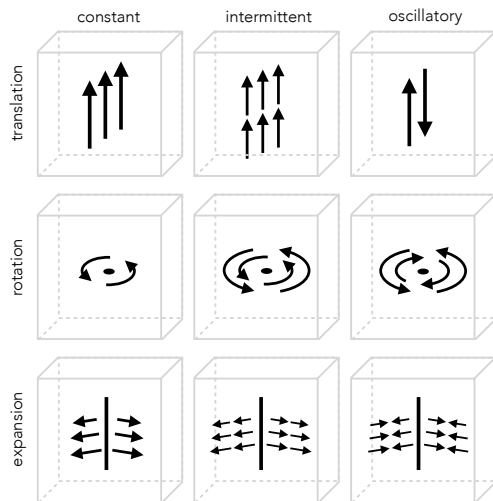 constant
intermittent
oscillatory
translation
rotation
expansion